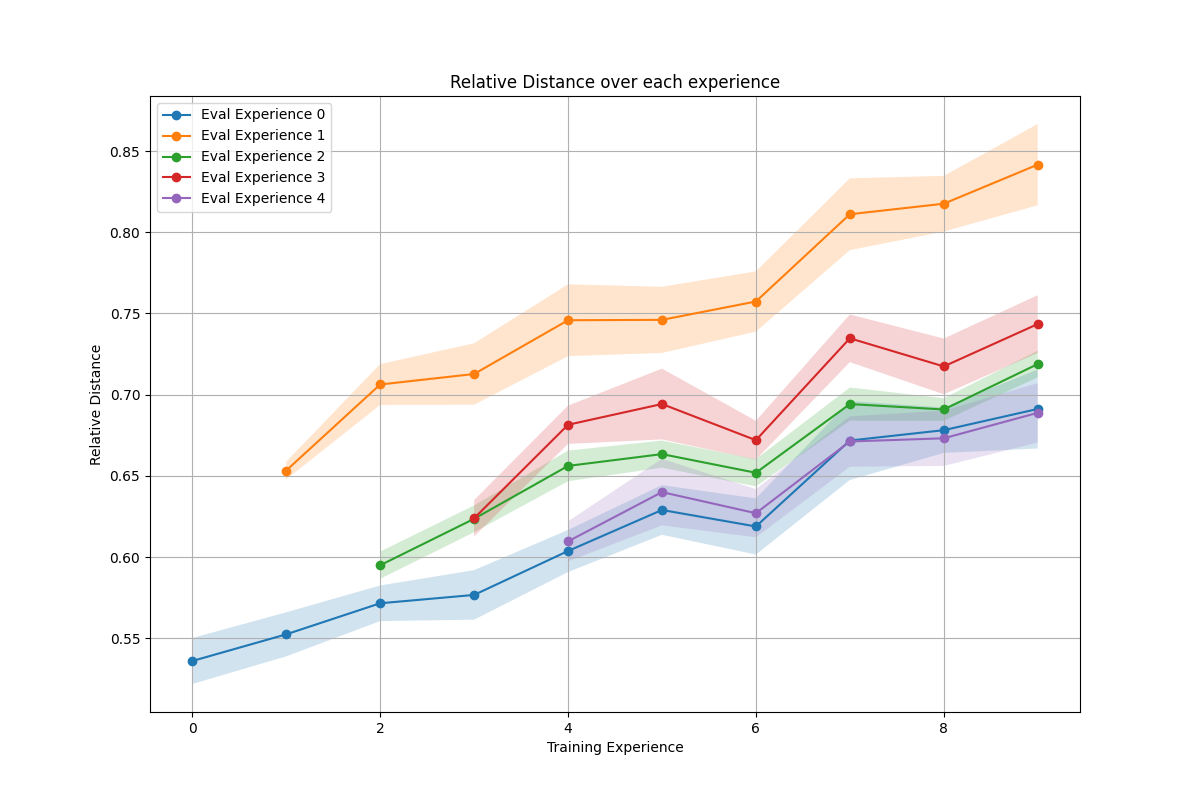 Relative Distance over each experience
Eval Experience 0
Eval Experience 1
Eval Experience 2
Eval Experience 3
Eval Experience 4
0.85
0.80
0.75
0.70
0.65
0.60
0.55
Relative Distance
0 2 4 6 8
Training Experience